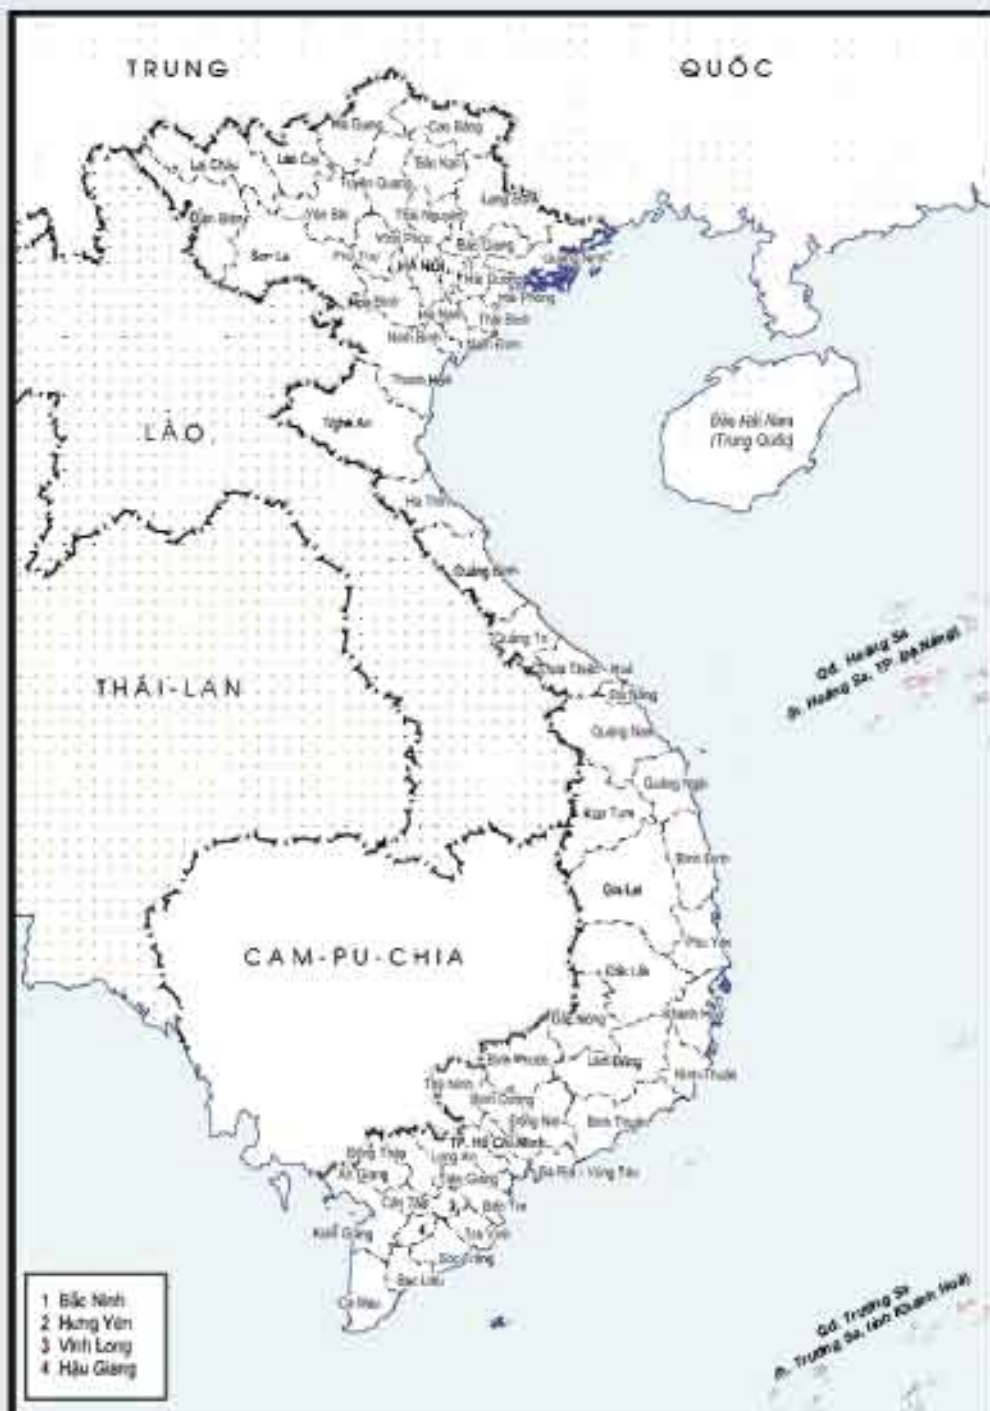 TRUNG QUỐC
Hà Giang
Cao Bằng
Lai Châu
Lào Cai
Bắc Kạn
Tuyên Quang
Lạng Sơn
Điện Biên
Yên Bái
Thái Nguyên
Vĩnh Phúc
Bắc Giang
Quảng Ninh
Sơn La
Phú Thọ
HÀ NỘI
Hải Dương
Hải Phòng
Hòa Bình
Hà Nam
Thái Bình
Ninh Bình
Nam Định
Thanh Hoá
Nghệ An
LÀO
Đảo Hải Nam
(Trung Quốc)
Hà Tĩnh
Quảng Bình
Quảng Trị
Thừa Thiên - Huế
Đà Nẵng
Qđ. Hoàng Sa
(h. Hoàng Sa, TP. Đà Nẵng)
THÁI-LAN
Quảng Nam
Quảng Ngãi
Kon Tum
Bình Định
Gia Lai
Phú Yên
CAM-PU-CHIA
Đắk Lắk
Đắc Nông
Khánh Hoà
Bình Phước
Lâm Đồng
Ninh Thuận
Tây Ninh
Bình Dương
Đồng Nai
Bình Thuận
TP. Hồ Chí Minh
Đồng Tháp
Long An
An Giang
Tiền Giang
Bà Rịa - Vũng Tàu
Cần Thơ
3
Bến Tre
Kiên Giang
4
Trà Vinh
Sóc Trăng
Bạc Liêu
Cà Mau
1 Bắc Ninh
2 Hưng Yên
3 Vĩnh Long
4 Hậu Giang
Qđ. Trường Sa
(h. Trường Sa, tỉnh Khánh Hoà)